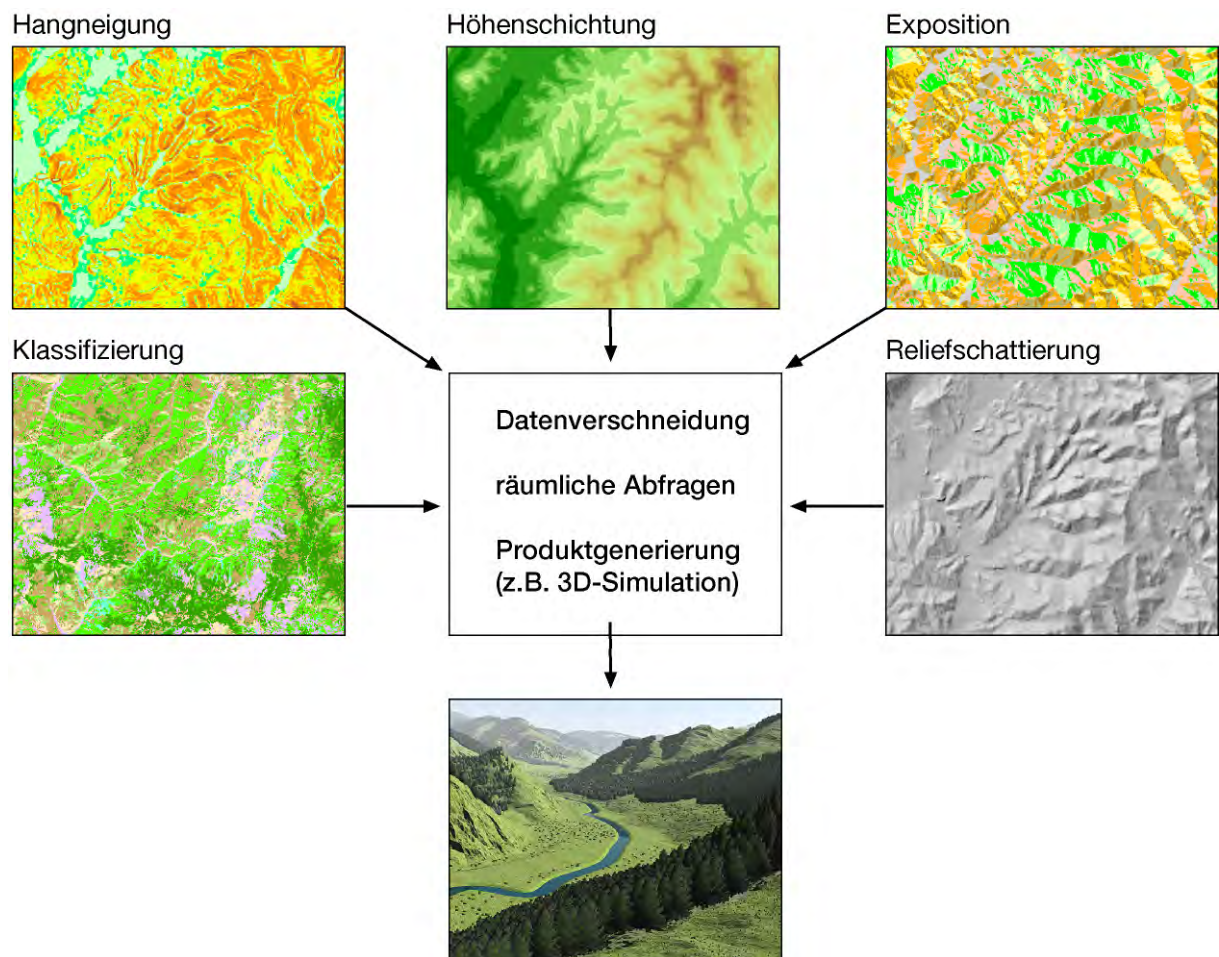 Hangneigung
Höhenschichtung
Exposition
Klassifizierung
Reliefschattierung
Datenverschneidung
räumliche Abfragen
Produktgenerierung
(z.B. 3D-Simulation)